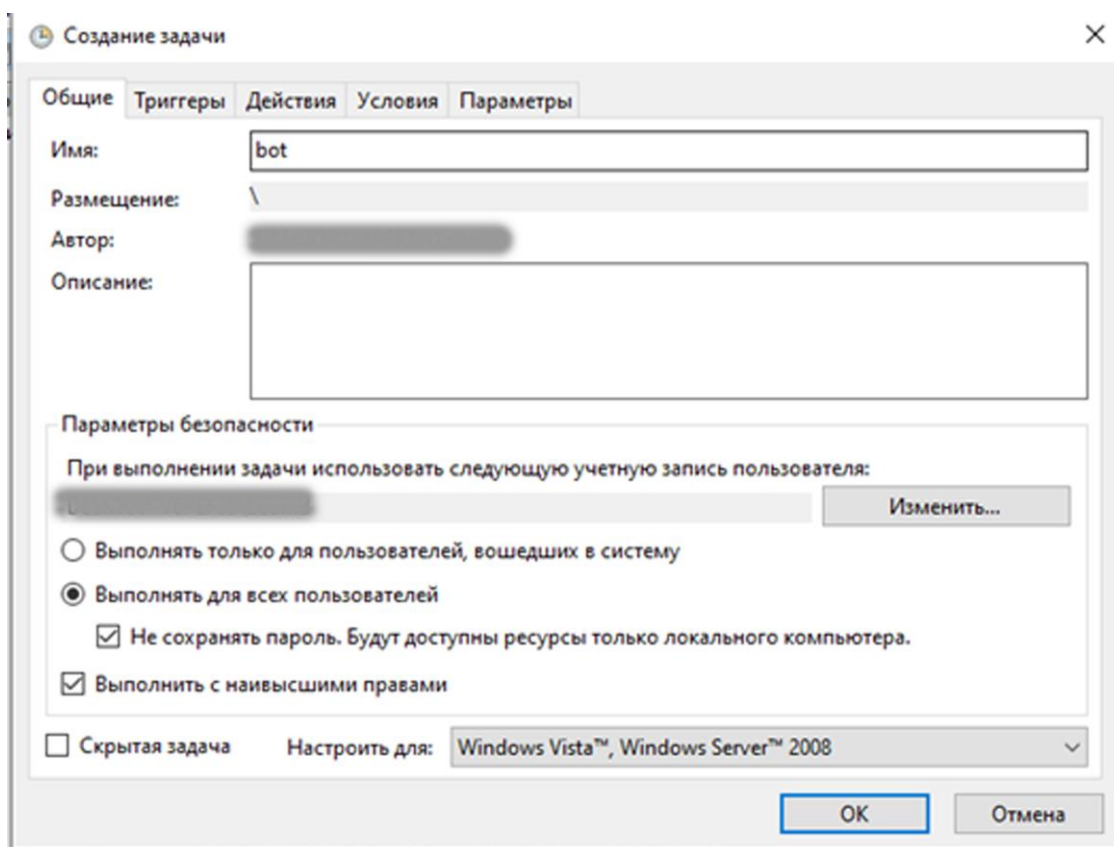 Создание задачи
Общие Триггеры Действия Условия Параметры
Имя: bot
Размещение: \
Автор:
Описание:
Параметры безопасности
При выполнении задачи использовать следующую учетную запись пользователя:
Изменить...
Выполнять только для пользователей, вошедших в систему
Выполнять для всех пользователей
Не сохранять пароль. Будут доступны ресурсы только локального компьютера.
Выполнить с наивысшими правами
Скрытая задача Настроить для: Windows Vista™, Windows Server™ 2008
OK Отмена